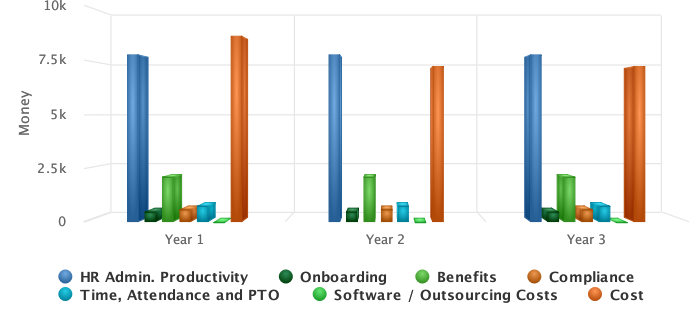 10k
7.5k
5k
2.5k
0
Money
Year 1 Year 2 Year 3
HR Admin. Productivity Onboarding Benefits Compliance
Time, Attendance and PTO Software / Outsourcing Costs Cost